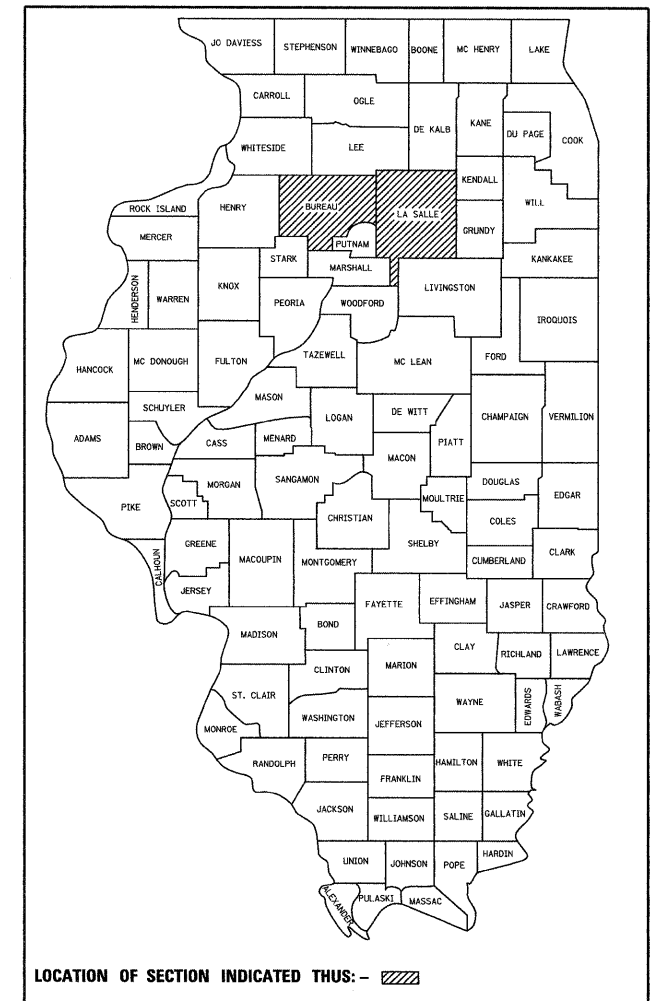 JO DAVIESS
STEPHENSON
WINNEBAGO
BOONE
MC HENRY
LAKE
CARROLL
OGLE
DE KALB
KANE
DU PAGE
COOK
WHITESIDE
LEE
KENDALL
WILL
ROCK ISLAND
HENRY
BUREAU
LA SALLE
GRUNDY
MERCER
PUTNAM
STARK
MARSHALL
KANKAKEE
HENDERSON
WARREN
KNOX
PEORIA
WOODFORD
LIVINGSTON
IROQUOIS
HANCOCK
MC DONOUGH
FULTON
TAZEWELL
MC LEAN
FORD
SCHUYLER
MASON
LOGAN
DE WITT
CHAMPAIGN
VERMILION
ADAMS
BROWN
CASS
MENARD
MACON
PIATT
PIKE
SCOTT
MORGAN
SANGAMON
CHRISTIAN
MOULTRIE
DOUGLAS
EDGAR
COLES
CALHOUN
GREENE
MACOUPIN
MONTGOMERY
SHELBY
CUMBERLAND
CLARK
JERSEY
FAYETTE
EFFINGHAM
JASPER
CRAWFORD
MADISON
BOND
CLAY
RICHLAND
LAWRENCE
CLINTON
MARION
ST. CLAIR
WAYNE
EDWARDS
WABASH
MONROE
WASHINGTON
JEFFERSON
RANDOLPH
PERRY
HAMILTON
WHITE
FRANKLIN
JACKSON
WILLIAMSON
SALINE
GALLATIN
UNION
JOHNSON
POPE
HARDIN
ALEXANDER
PULASKI
MASSAC
LOCATION OF SECTION INDICATED THUS: –